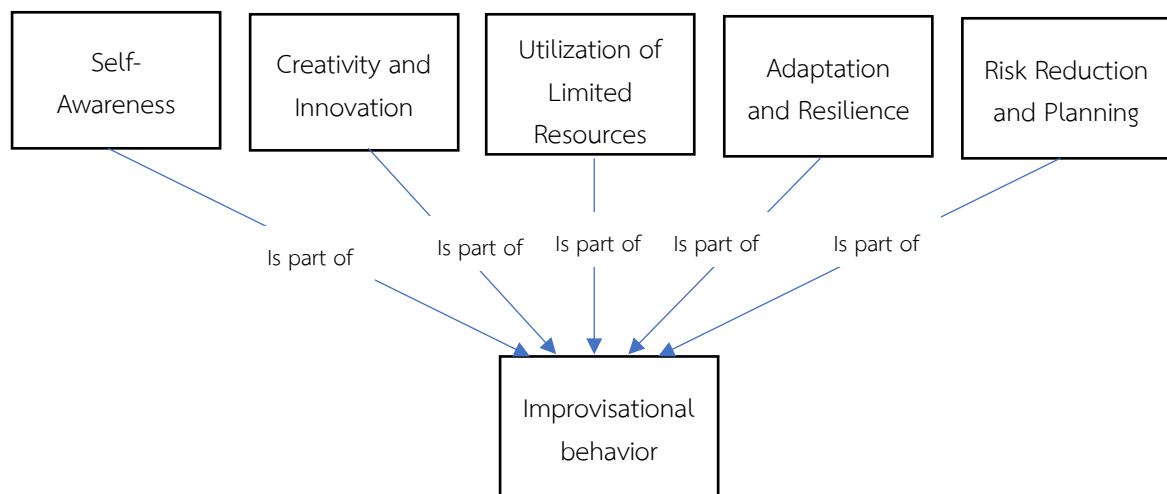 Self-
Awareness
Creativity and
Innovation
Utilization of
Limited
Resources
Adaptation
and Resilience
Risk Reduction
and Planning
Is part of
Is part of
Is part of
Is part of
Is part of
Improvisational
behavior